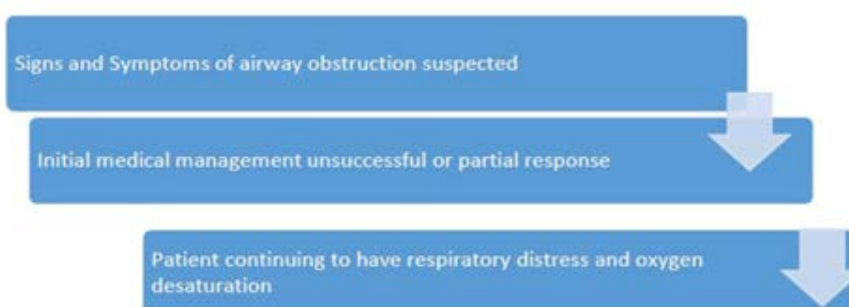 Signs and Symptoms of airway obstruction suspected
Initial medical management unsuccessful or partial response
Patient continuing to have respiratory distress and oxygen
desaturation